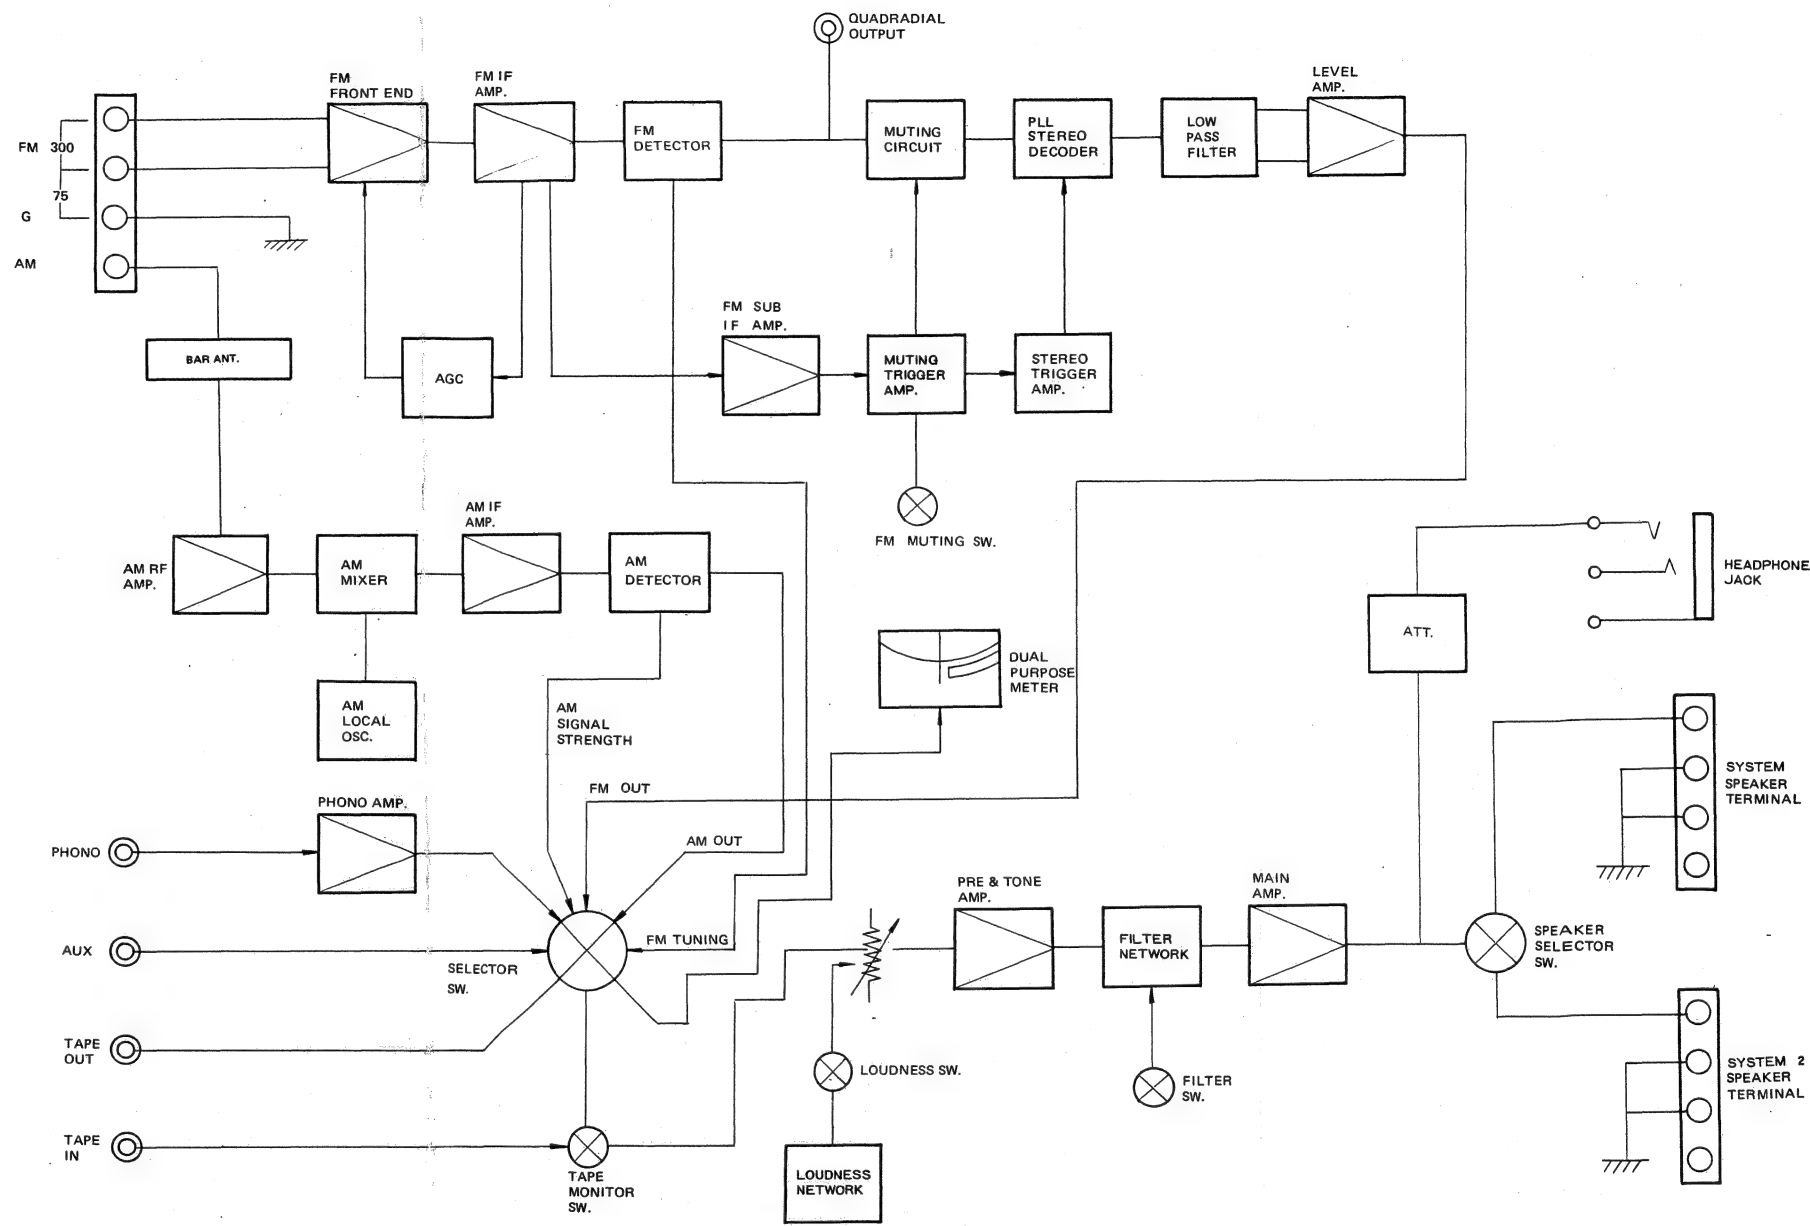 QUADRADIAL
OUTPUT
FM
FRONT END
FM IF
AMP.
LEVEL
AMP.
FM 300
75
G
AM
FM
DETECTOR
MUTING
CIRCUIT
PLL
STEREO
DECODER
LOW
PASS
FILTER
BAR ANT.
AGC
FM SUB
IF AMP.
MUTING
TRIGGER
AMP.
STEREO
TRIGGER
AMP.
FM MUTING SW.
AM RF
AMP.
AM
MIXER
AM IF
AMP.
AM
DETECTOR
AM
LOCAL
OSC.
AM
SIGNAL
STRENGTH
DUAL
PURPOSE
METER
ATT.
HEADPHONE
JACK
SYSTEM
SPEAKER
TERMINAL
FM OUT
AM OUT
PHONO AMP.
PHONO
AUX
SELECTOR
SW.
FM TUNING
PRE & TONE
AMP.
FILTER
NETWORK
MAIN
AMP.
SPEAKER
SELECTOR
SW.
TAPE
OUT
LOUDNESS SW.
FILTER
SW.
SYSTEM 2
SPEAKER
TERMINAL
TAPE
IN
TAPE
MONITOR
SW.
LOUDNESS
NETWORK